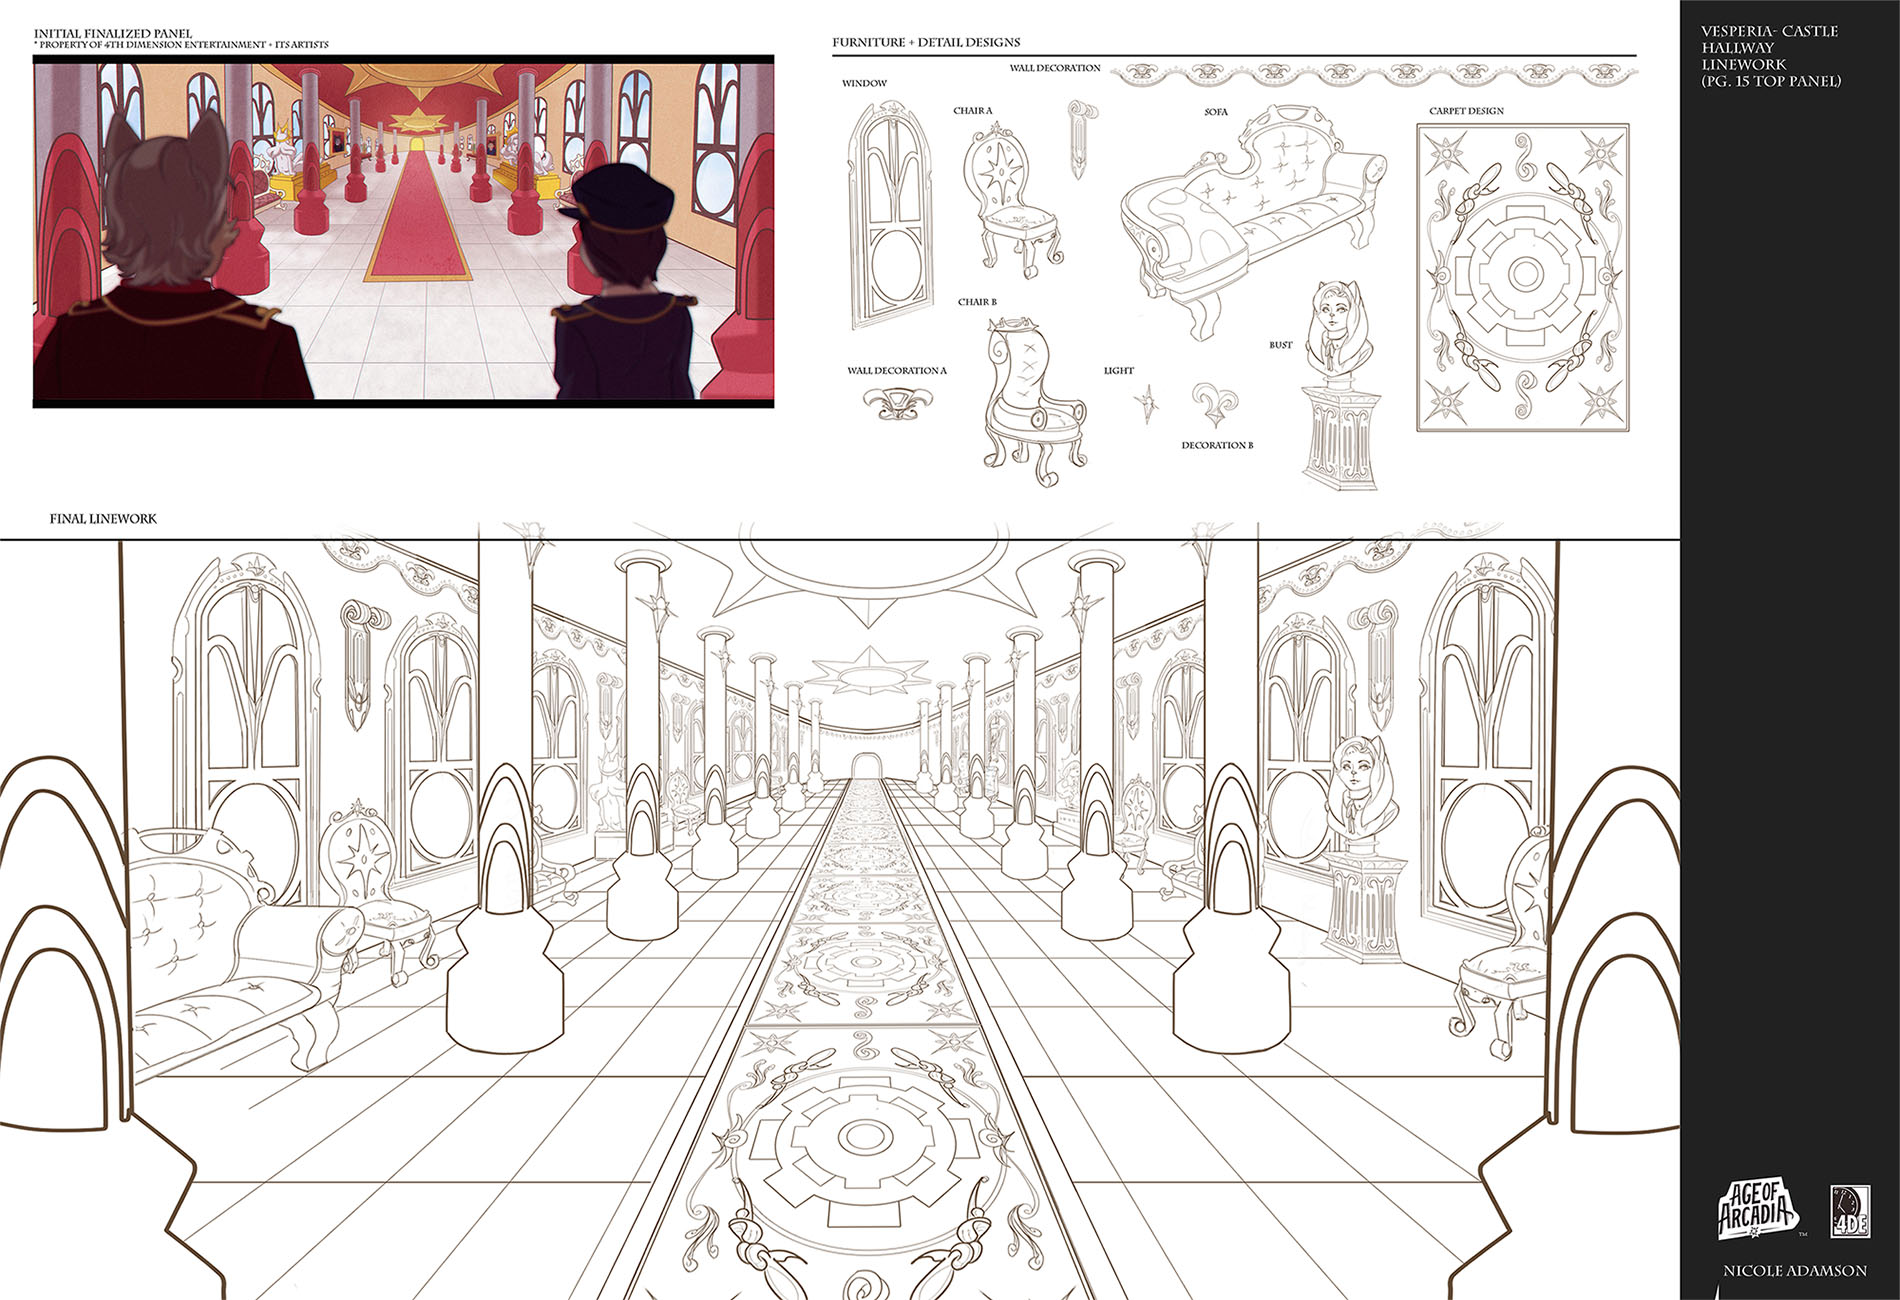 INITIAL FINALIZED PANEL
* PROPERTY OF 4TH DIMENSION ENTERTAINMENT + ITS ARTISTS
FURNITURE + DETAIL DESIGNS
WALL DECORATION
WINDOW
CHAIR A
SOFA
CARPET DESIGN
CHAIR B
BUST
WALL DECORATION A
LIGHT
DECORATION B
FINAL LINEWORK
VESPERIA- CASTLE
HALLWAY
LINEWORK
(PG. 15 TOP PANEL)
AGE OF
ARCADIA
TM
4DE
NICOLE ADAMSON